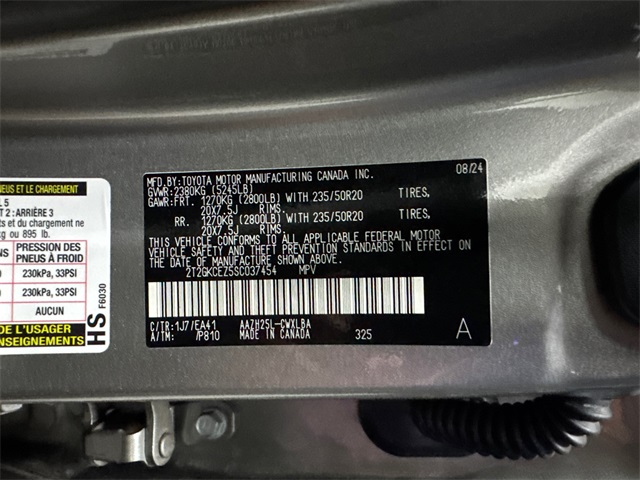 NEUS ET LE CHARGEMENT
L 5
T 2 : ARRIÈRE 3
ts et du chargement ne
kg ou 895 lb.
PRESSION DES
PNEUS À FROID
230kPa, 33PSI
230kPa, 33PSI
AUCUN
DE L'USAGER
ENSEIGNEMENTS
HS F6030
MFD.BY:TOYOTA MOTOR MANUFACTURING CANADA INC. 08/24
GVWR:2380KG (5245LB)
GAWR:FRT. 1270KG (2800LB) WITH 235/50R20 TIRES,
20X7.5J RIMS
RR. 1270KG (2800LB) WITH 235/50R20 TIRES,
20X7.5J RIMS
THIS VEHICLE CONFORMS TO ALL APPLICABLE FEDERAL MOTOR
VEHICLE SAFETY AND THEFT PREVENTION STANDARDS IN EFFECT
ON THE DATE OF MANUFACTURE SHOWN ABOVE.
2T2GKCEZ5SC037454 MPV
C/TR:1J7/EA41 AAZH25L-CWXLBA
A/TM: /P810 MADE IN CANADA 325 A